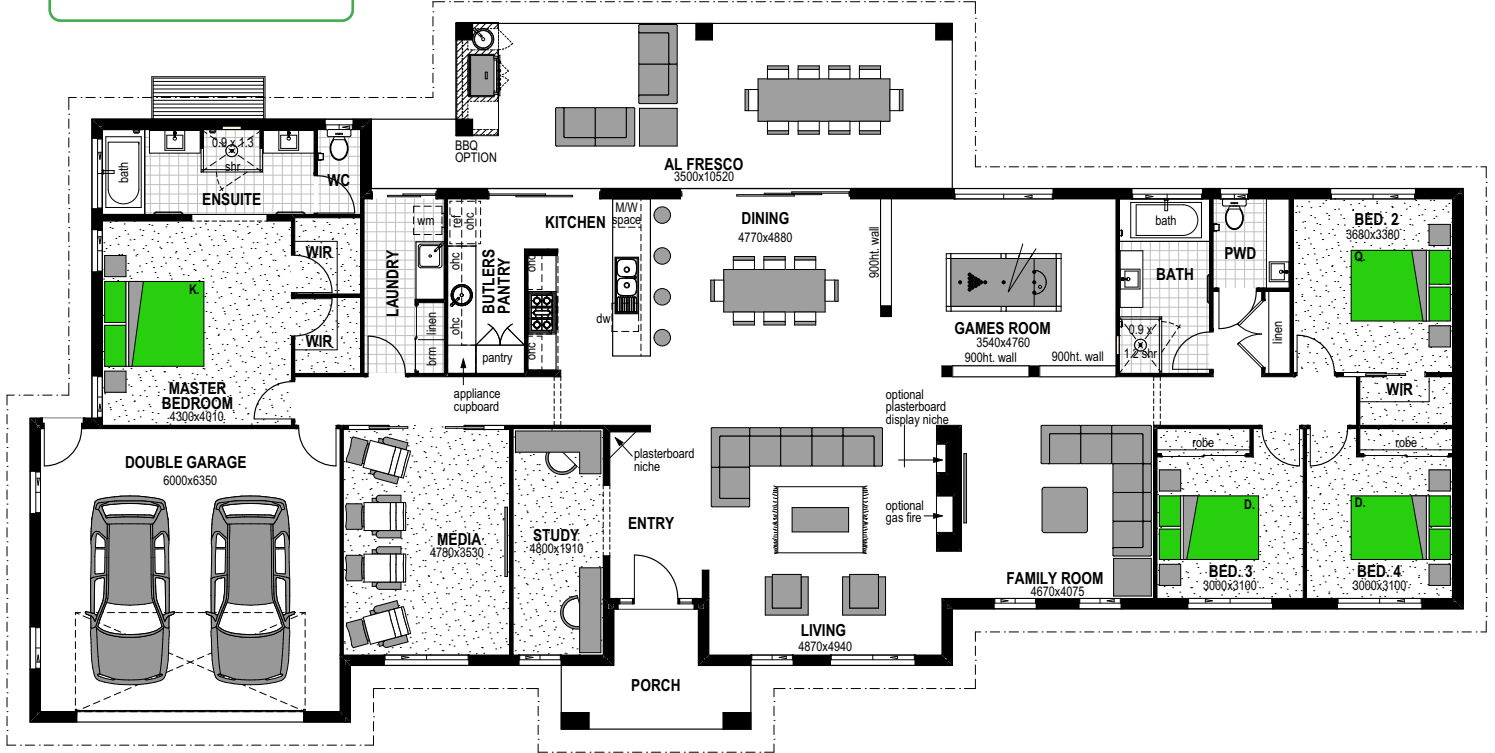 BBQ
OPTION
AL FRESCO
3500x10520
bath
0.9 x 1.3
shr
WC
ENSUITE
WIR
WIR
K.
MASTER
BEDROOM
4300x4010
LAUNDRY
wm
linen
brm
ref
ohc
ohc
ohc
BUTLERS
PANTRY
pantry
appliance
cupboard
KITCHEN
ohc
ohc
M/W
space
dw
DINING
4770x4880
900ht. wall
GAMES ROOM
3540x4760
900ht. wall
900ht. wall
bath
BATH
0.9 x
1.2 shr
PWD
linen
BED. 2
3680x3380
Q.
WIR
DOUBLE GARAGE
6000x6350
MEDIA
4780x3530
STUDY
4800x1910
plasterboard
niche
ENTRY
PORCH
LIVING
4870x4940
optional
plasterboard
display niche
optional
gas fire
FAMILY ROOM
4670x4075
robe
D.
BED. 3
3000x3100
robe
D.
BED. 4
3000x3100